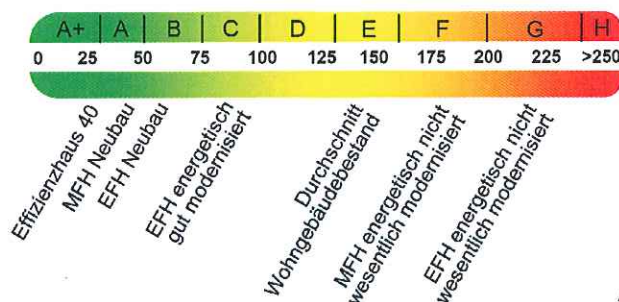 A+ A B C D E F G H
0 25 50 75 100 125 150 175 200 225 >250
Effizienzhaus 40
MFH Neubau
EFH Neubau
EFH energetisch
gut modernisiert
Durchschnitt
Wohngebäudebestand
MFH energetisch nicht
wesentlich modernisiert
EFH energetisch nicht
wesentlich modernisiert